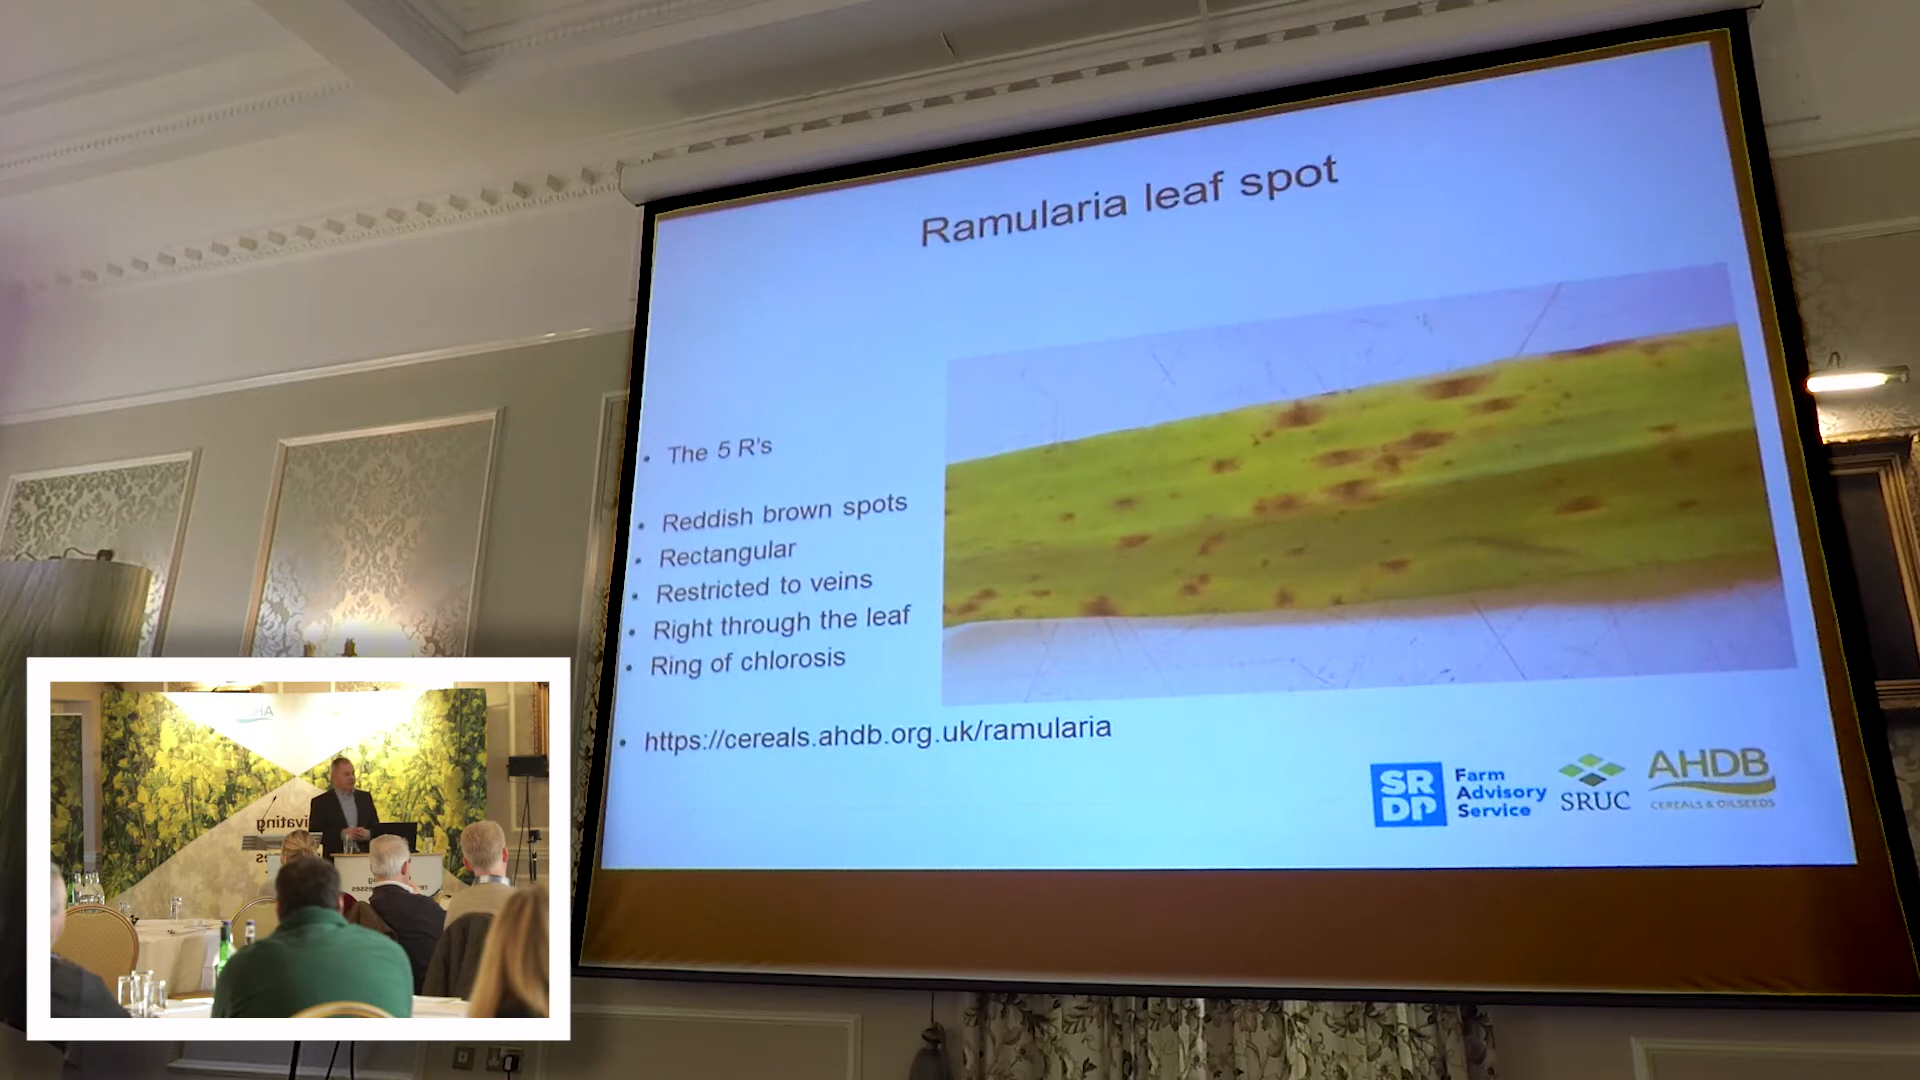 Ramularia leaf spot
• The 5 R's
• Reddish brown spots
• Rectangular
• Restricted to veins
• Right through the leaf
• Ring of chlorosis
• https://cereals.ahdb.org.uk/ramularia
SR
DP
Farm
Advisory
Service
SRUC
AHDB
CEREALS & OILSEEDS